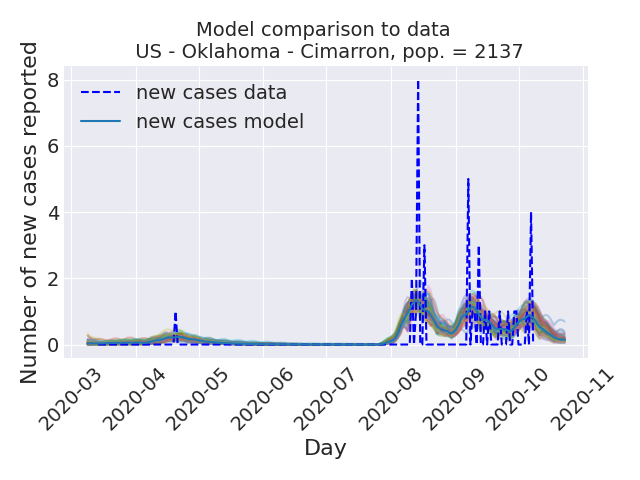 Model comparison to data
US - Oklahoma - Cimarron, pop. = 2137
Number of new cases reported
8
6
4
2
0
new cases data
new cases model
2020-03
2020-04
2020-05
2020-06
2020-07
2020-08
2020-09
2020-10
2020-11
Day